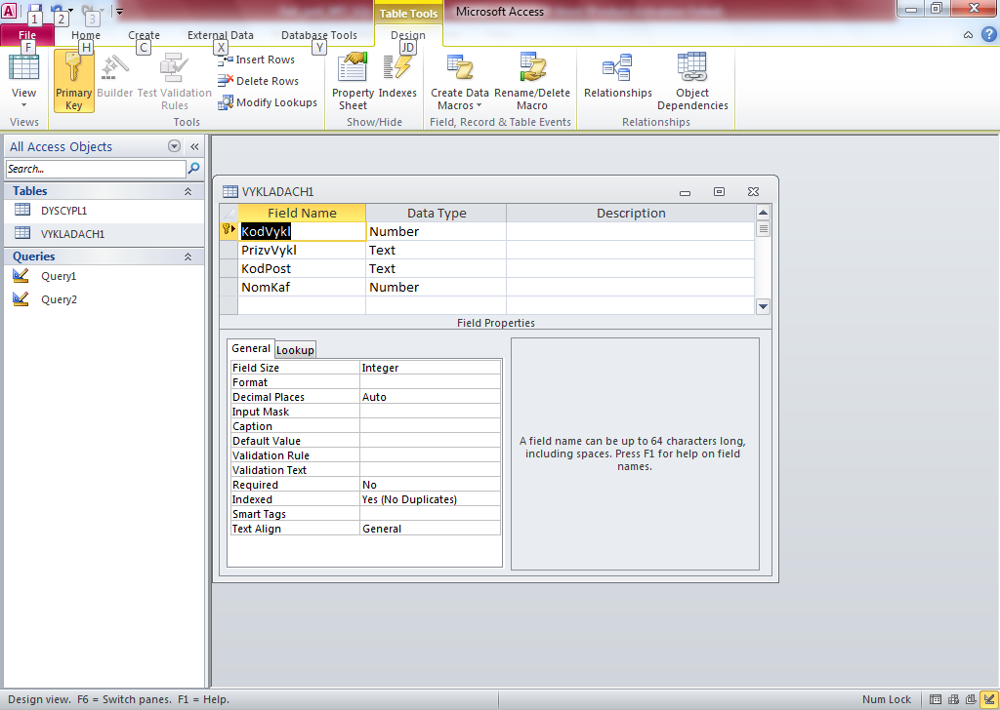 Table Tools
Microsoft Access
1
2
3
File
Home
Create
External Data
Database Tools
Design
F
H
C
X
Y
JD
View
Primary Key
Builder
Test Validation Rules
Insert Rows
Delete Rows
Modify Lookups
Property Sheet
Indexes
Create Data Macros
Rename/Delete Macro
Relationships
Object Dependencies
Views
Tools
Show/Hide
Field, Record & Table Events
Relationships
All Access Objects
Search...
Tables
DYSCYPL1
VYKLADACH1
Queries
Query1
Query2
VYKLADACH1
Field Name Data Type Description
KodVykl Number
PrizvVykl Text
KodPost Text
NomKaf Number
Field Properties
General Lookup
Field Size Integer
Format
Decimal Places Auto
Input Mask
Caption
Default Value
Validation Rule
Validation Text
Required No
Indexed Yes (No Duplicates)
Smart Tags
Text Align General
A field name can be up to 64 characters long,
including spaces. Press F1 for help on field
names.
Design view. F6 = Switch panes. F1 = Help.
Num Lock